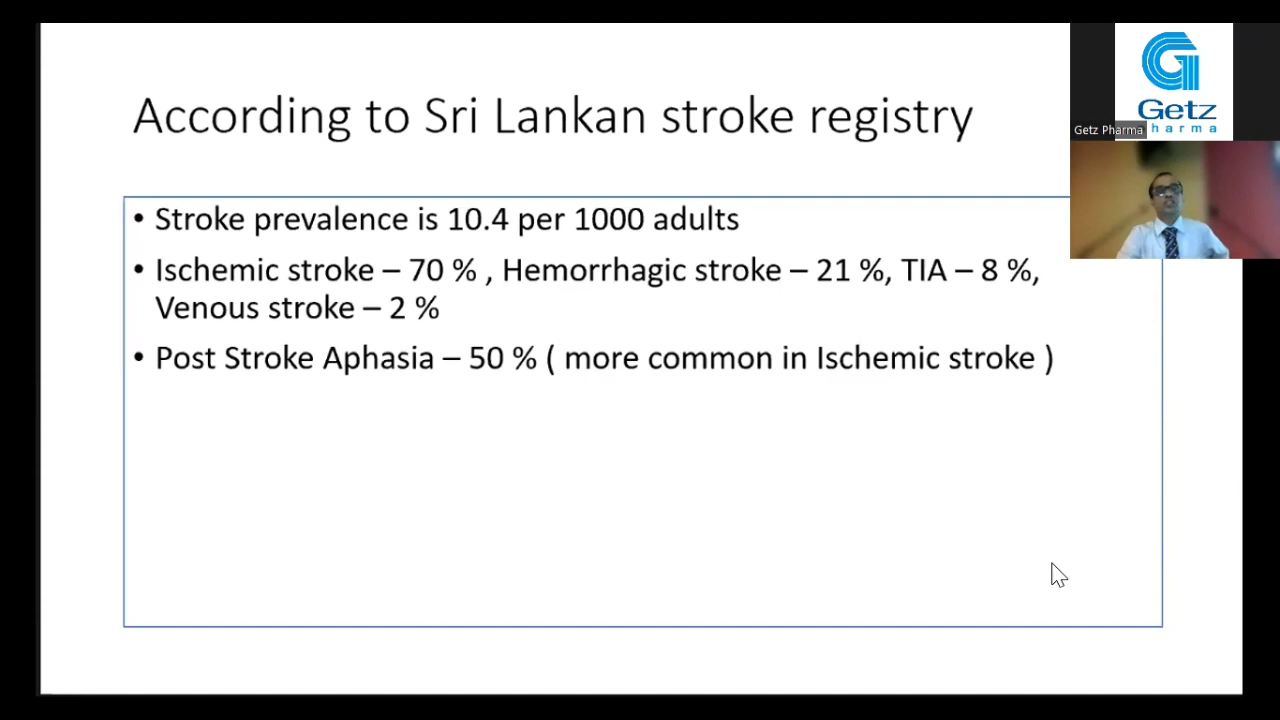 According to Sri Lankan stroke registry
• Stroke prevalence is 10.4 per 1000 adults
• Ischemic stroke – 70 % , Hemorrhagic stroke – 21 %, TIA – 8 %,
Venous stroke – 2 %
• Post Stroke Aphasia – 50 % ( more common in Ischemic stroke )
Getz
harma
Getz Pharma